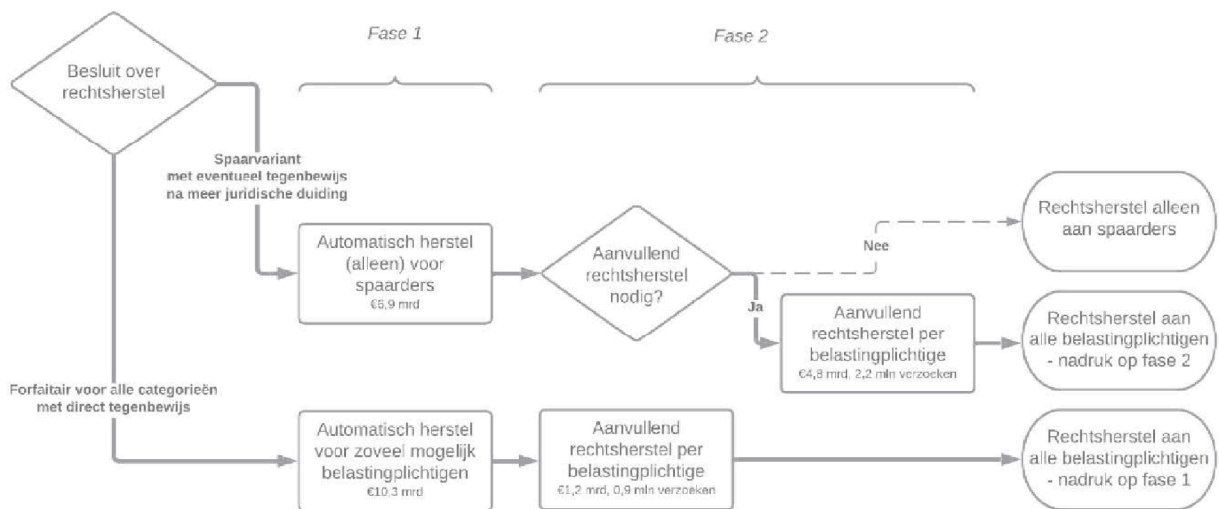 Fase 1
Fase 2
Besluit over
rechtsherstel
Spaarvariant
met eventueel tegenbewijs
na meer juridische duiding
Automatisch herstel
(alleen) voor
spaarders
€6,9 mrd
Aanvullend
rechtsherstel
nodig?
Nee
Rechtsherstel alleen
aan spaarders
Ja
Aanvullend
rechtsherstel per
belastingplichtige
€4,8 mrd, 2,2 mln verzoeken
Rechtsherstel aan
alle belastingplichtigen
- nadruk op fase 2
Forfaitair voor alle categorieën
met direct tegenbewijs
Automatisch herstel
voor zoveel mogelijk
belastingplichtigen
€10,3 mrd
Aanvullend
rechtsherstel per
belastingplichtige
€1,2 mrd, 0,9 mln verzoeken
Rechtsherstel aan
alle belastingplichtigen
- nadruk op fase 1